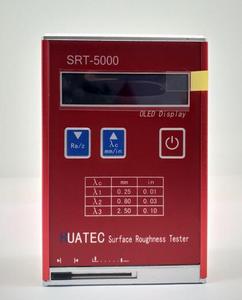 SRT-5000
OLED Display
Ra/z
λc
mm/in
λc mm in
λ1 0.25 0.01
λ2 0.80 0.03
λ3 2.50 0.10
HUATEC Surface Roughness Tester